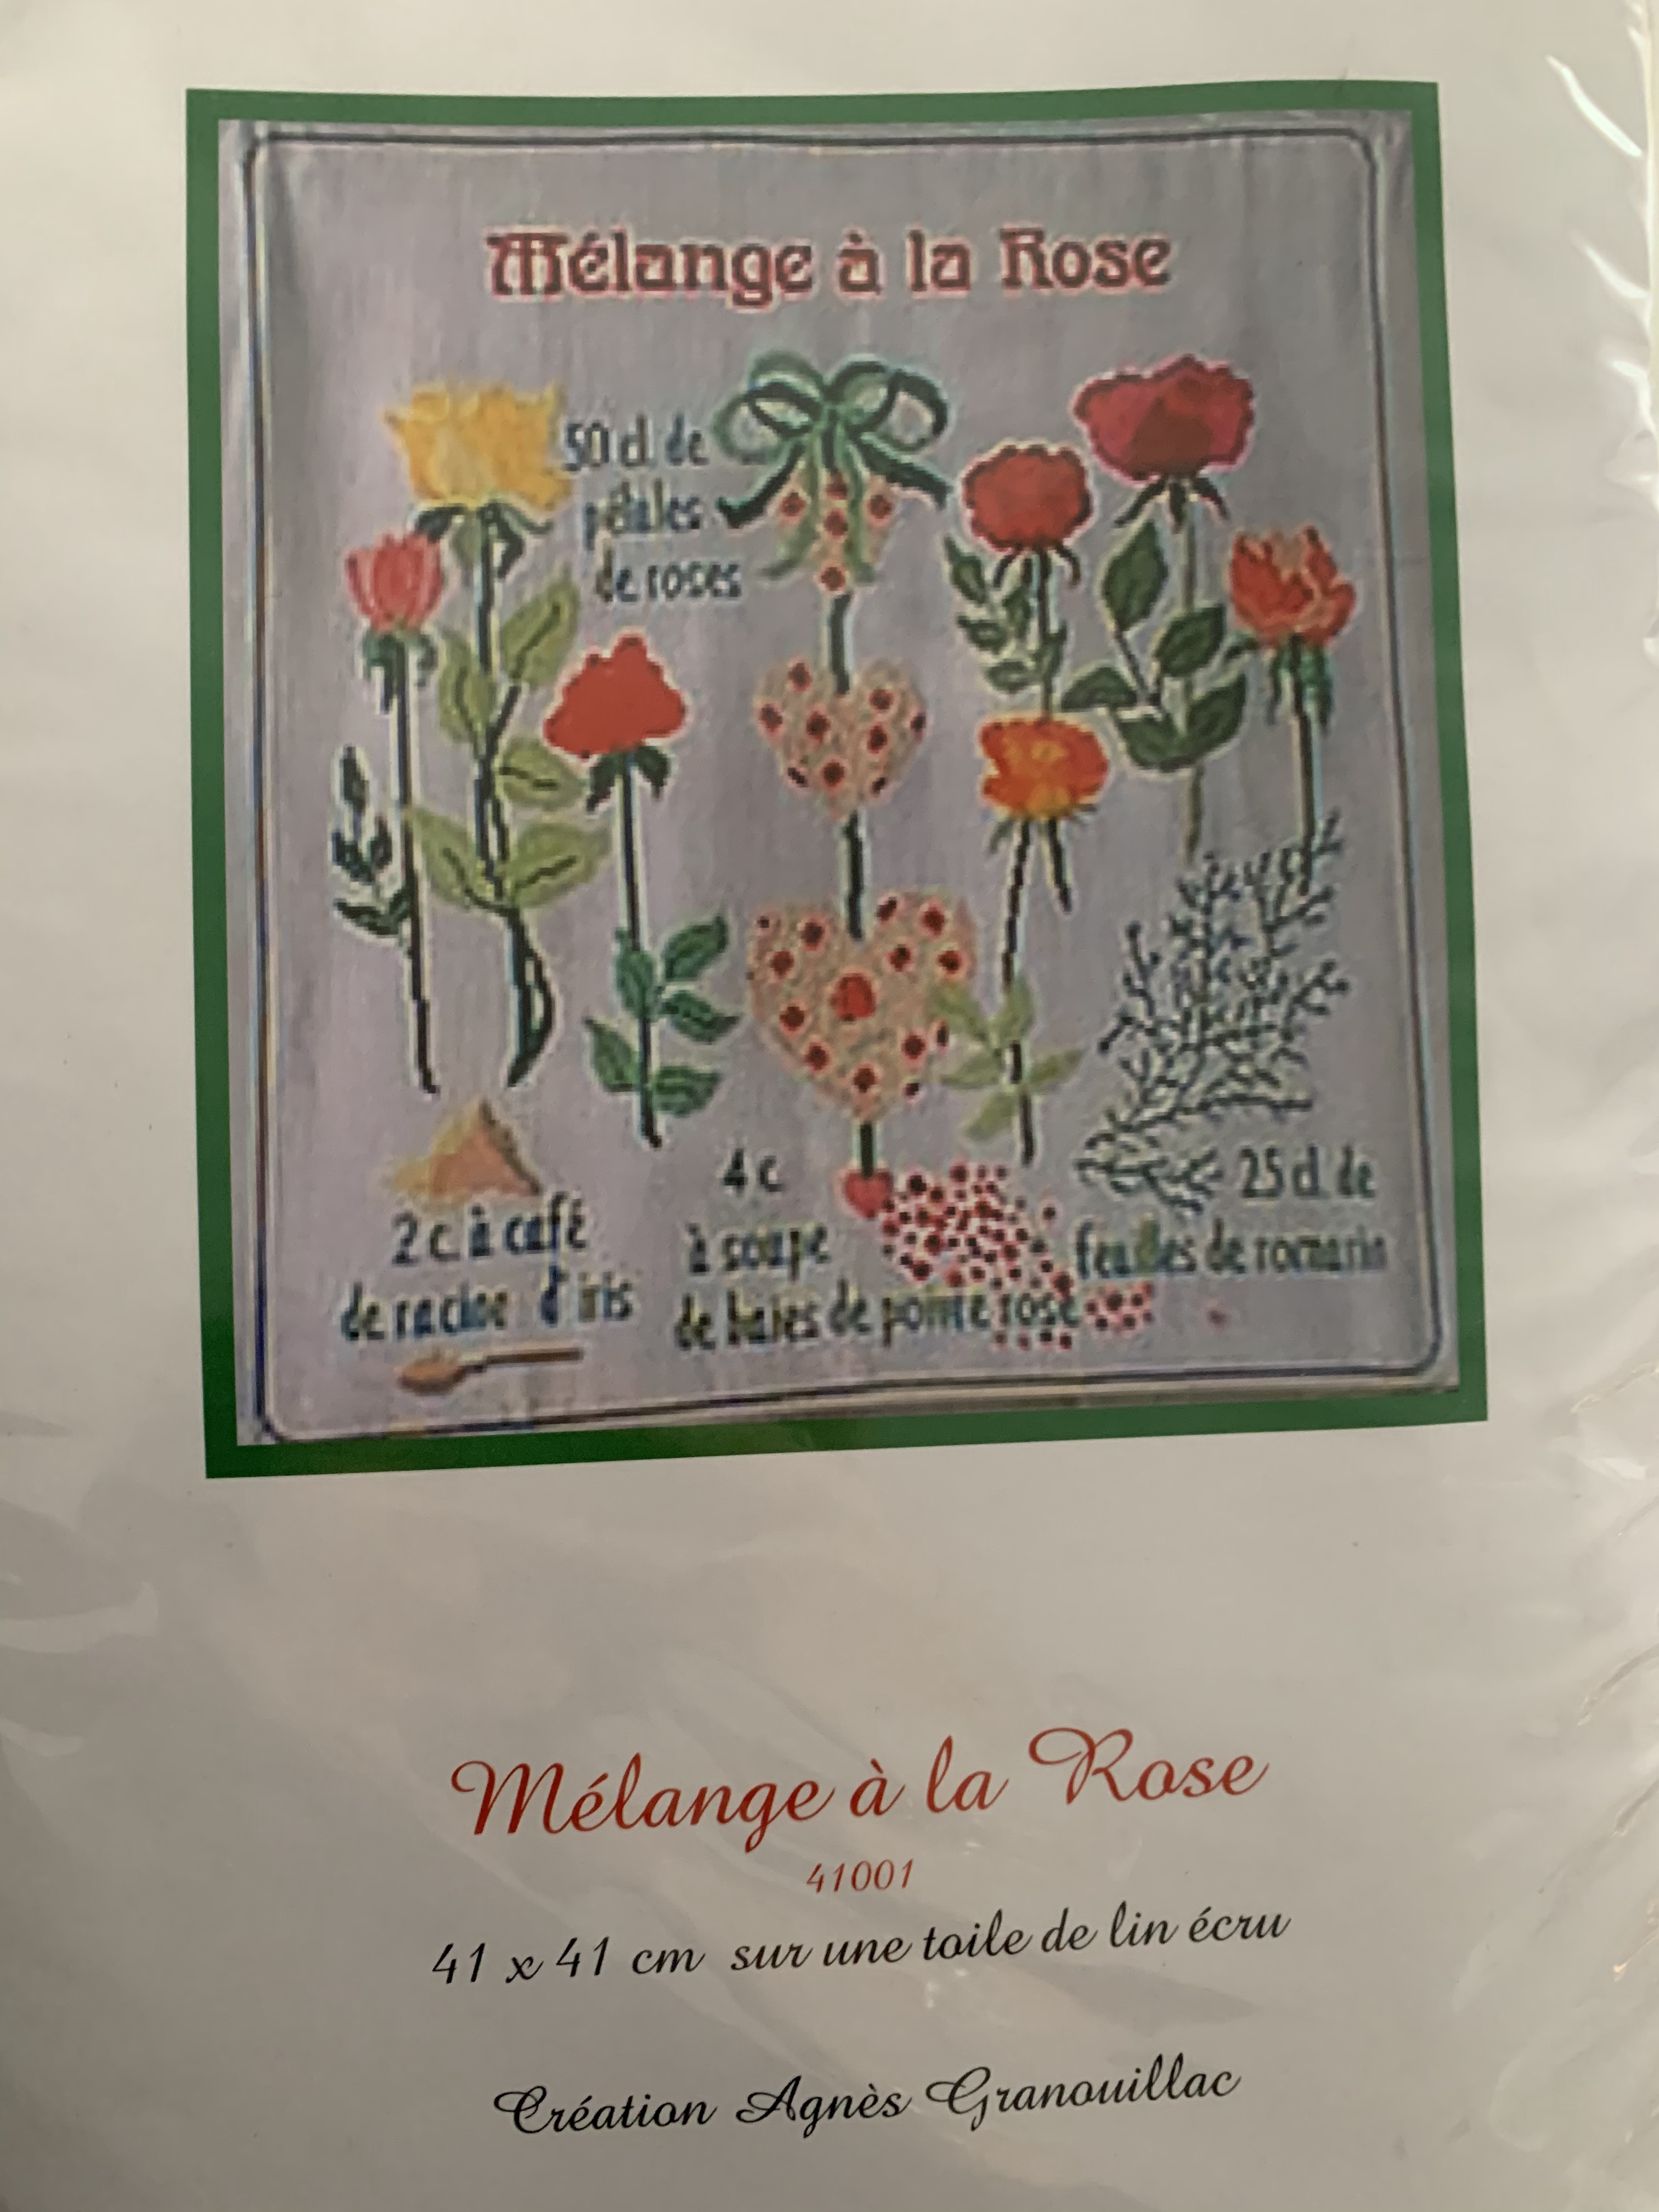 Mélange à la Rose
50 cl. de
pétales
de roses
2 c. à café
de racine d'iris
4 c
à soupe
de baies de poivre rose
25 cl. de
feuilles de romarin
Mélange à la Rose
41001
41 x 41 cm sur une toile de lin écru
Création Agnès Granouillac